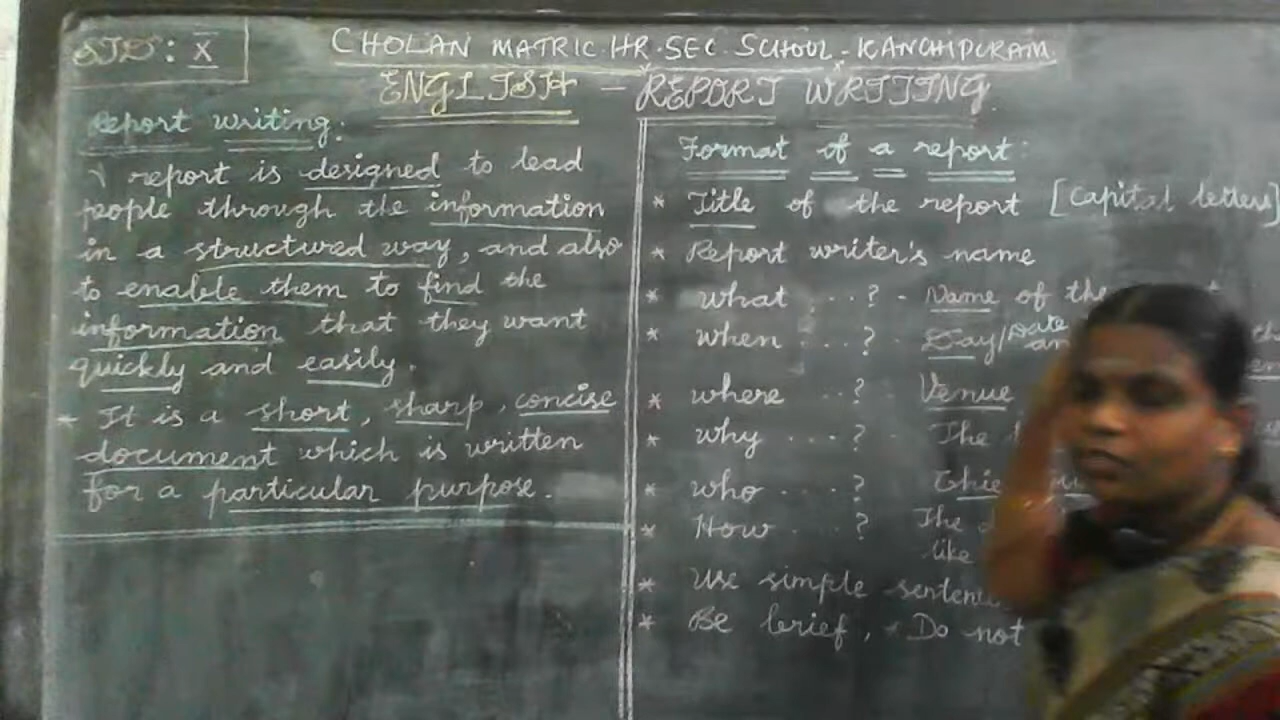 STD: X
CHOLAN MATRIC HR. SEC. SCHOOL - KANCHIPURAM.
ENGLISH - REPORT WRITING.
Report writing:
report is designed to lead
people through the information
in a structured way, and also
to enable them to find the
information that they want
quickly and easily.
* It is a short, sharp, concise
document which is written
for a particular purpose.
Format of a report:
* Title of the report [Capital letters]
* Report writer's name
* what ...? - Name of the
* when ....? - Day/Date
* where ..? Venue
* why ....? - The
* who ....? 
* How ....? The
like
* Use simple
* Be brief, * Do not